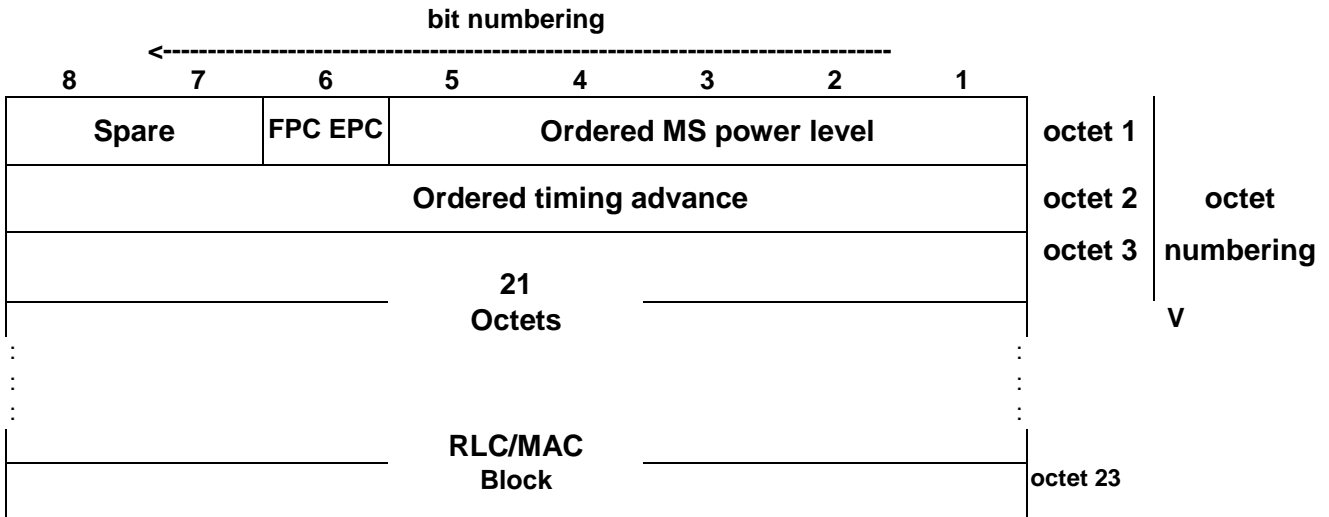 bit numbering
<--------------------------------------------------------------------------------
8 7 6 5 4 3 2 1
Spare FPC EPC Ordered MS power level octet 1
Ordered timing advance octet 2 octet
octet 3 numbering
21
Octets V
: :
: :
: :
RLC/MAC
Block octet 23